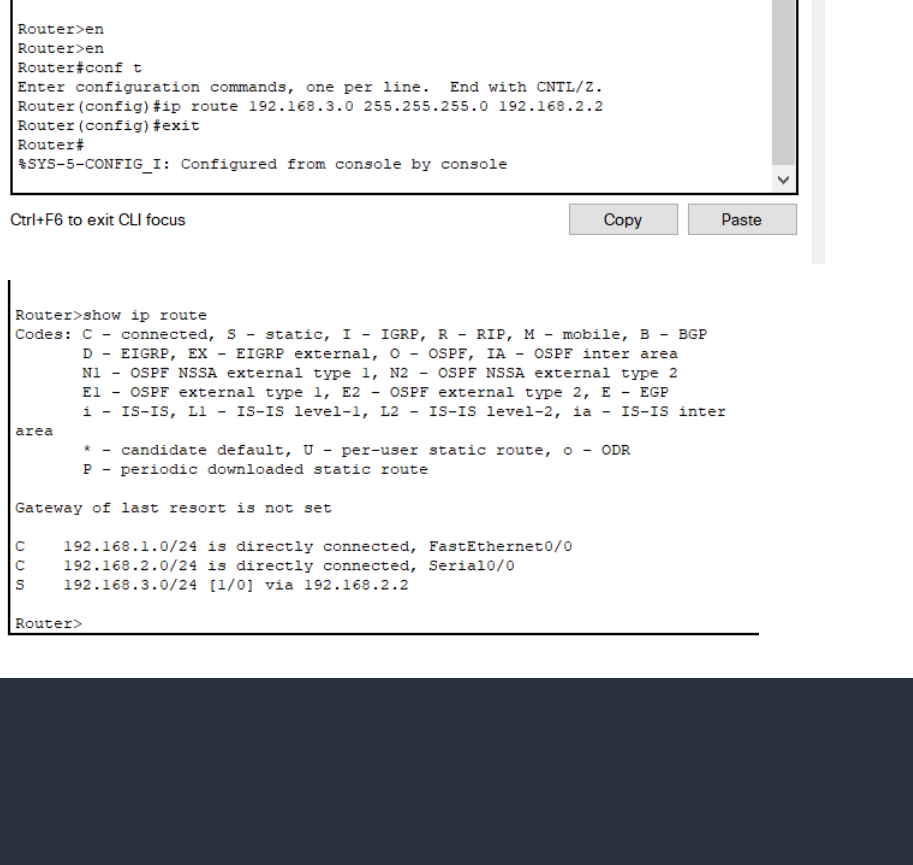 Router>en
Router>en
Router#conf t
Enter configuration commands, one per line.  End with CNTL/Z.
Router(config)#ip route 192.168.3.0 255.255.255.0 192.168.2.2
Router(config)#exit
Router#
%SYS-5-CONFIG_I: Configured from console by console
Ctrl+F6 to exit CLI focus
Copy
Paste
Router>show ip route
Codes: C - connected, S - static, I - IGRP, R - RIP, M - mobile, B - BGP
       D - EIGRP, EX - EIGRP external, O - OSPF, IA - OSPF inter area
       N1 - OSPF NSSA external type 1, N2 - OSPF NSSA external type 2
       E1 - OSPF external type 1, E2 - OSPF external type 2, E - EGP
       i - IS-IS, L1 - IS-IS level-1, L2 - IS-IS level-2, ia - IS-IS inter
area
       * - candidate default, U - per-user static route, o - ODR
       P - periodic downloaded static route
Gateway of last resort is not set
C    192.168.1.0/24 is directly connected, FastEthernet0/0
C    192.168.2.0/24 is directly connected, Serial0/0
S    192.168.3.0/24 [1/0] via 192.168.2.2
Router>